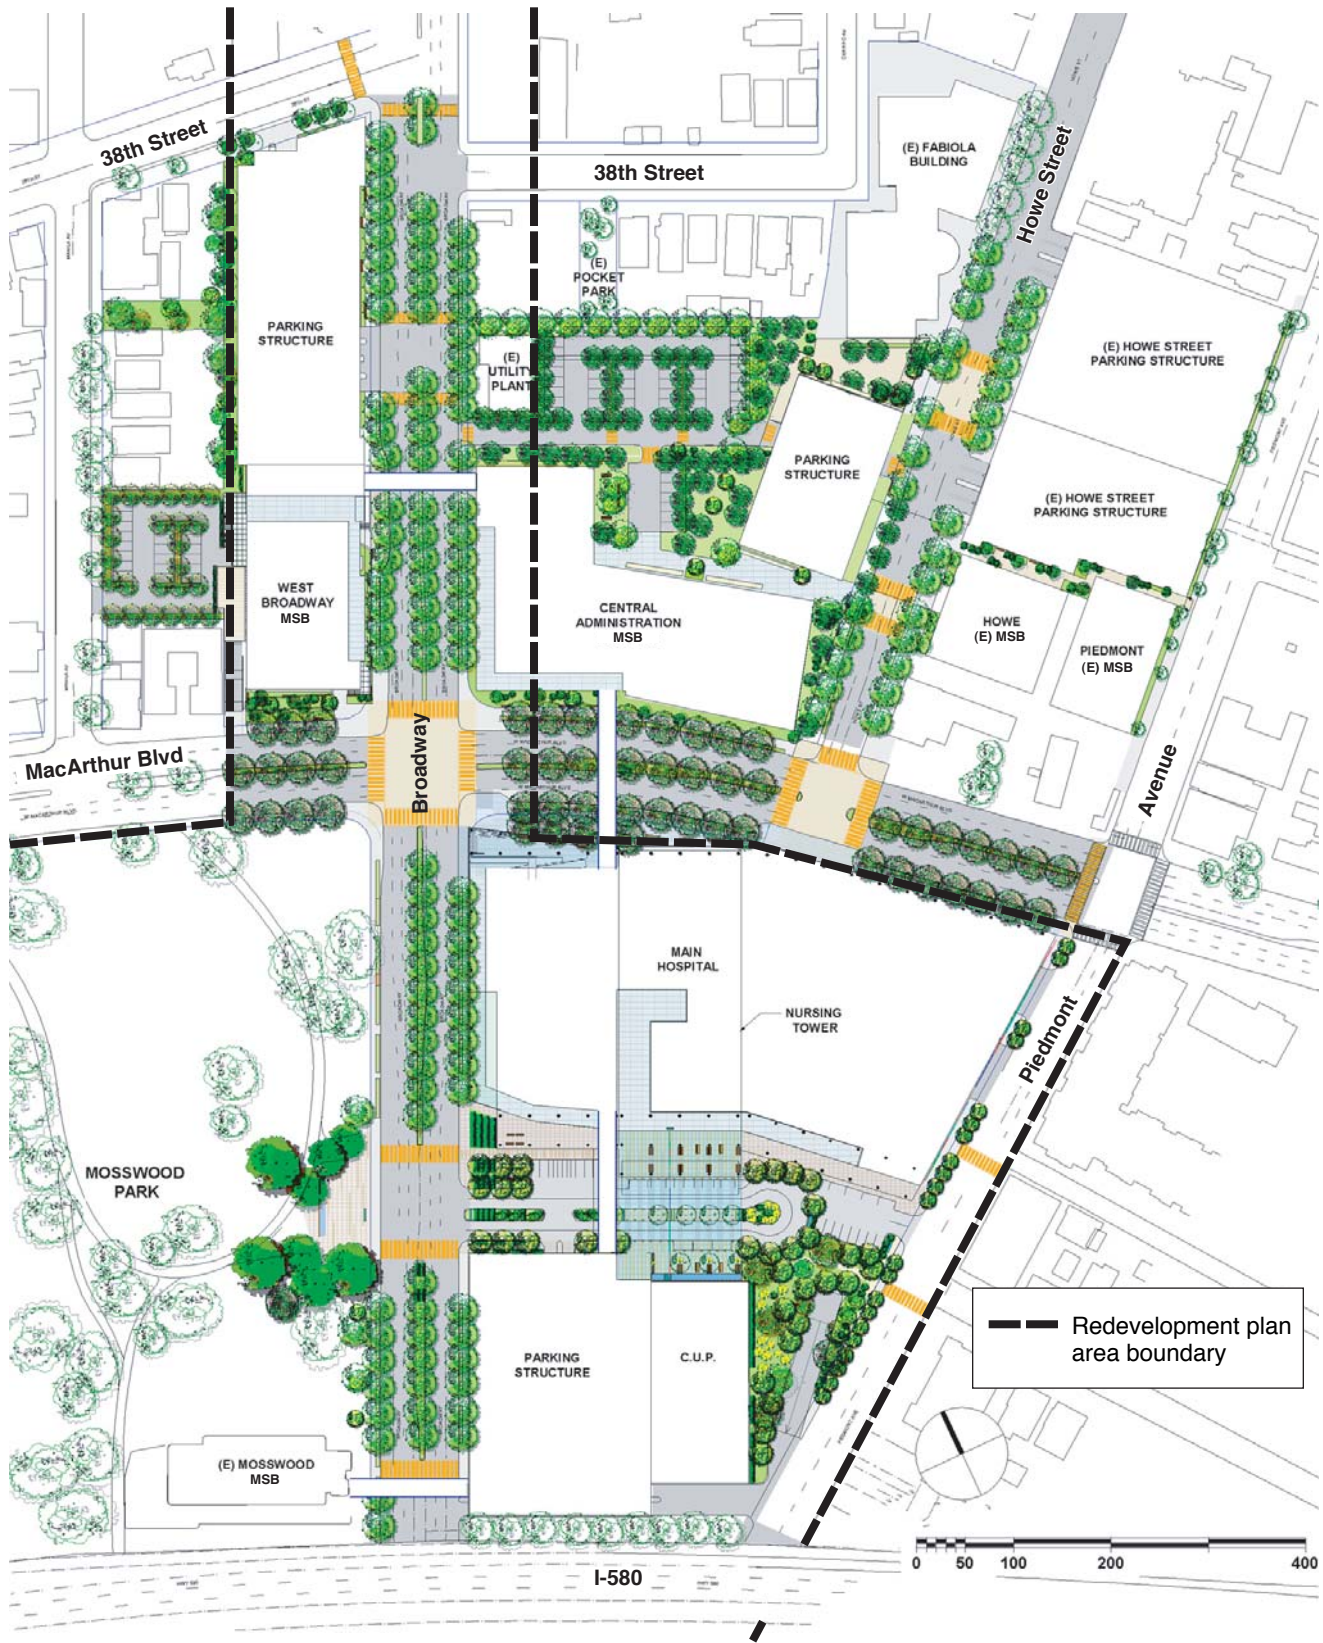 38th Street
38th Street
(E) FABIOLA
BUILDING
Howe Street
(E)
POCKET
PARK
PARKING
STRUCTURE
(E)
UTILITY
PLANT
(E) HOWE STREET
PARKING STRUCTURE
PARKING
STRUCTURE
(E) HOWE STREET
PARKING STRUCTURE
WEST
BROADWAY
MSB
CENTRAL
ADMINISTRATION
MSB
HOWE
(E) MSB
PIEDMONT
(E) MSB
MacArthur Blvd
Broadway
Avenue
MAIN
HOSPITAL
NURSING
TOWER
Piedmont
MOSSWOOD
PARK
Redevelopment plan
area boundary
PARKING
STRUCTURE
C.U.P.
(E) MOSSWOOD
MSB
0 50 100 200 400
I-580